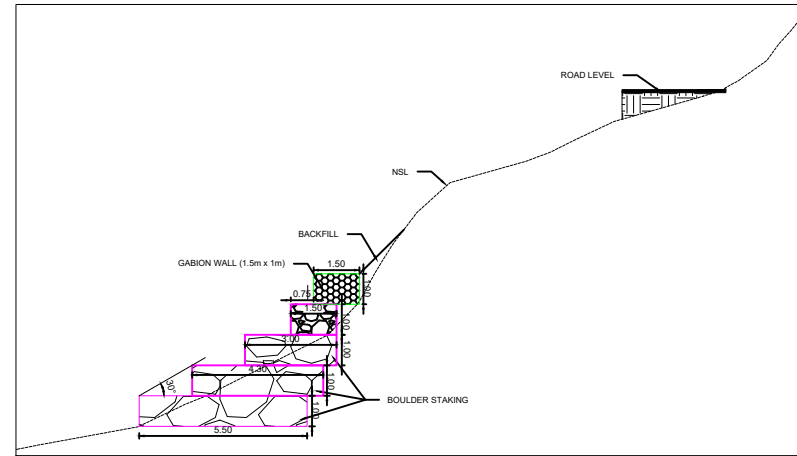 ROAD LEVEL
NSL
BACKFILL
GABION WALL (1.5m x 1m)
1.50
1.00
0.75
1.50
1.00
3.00
1.00
4.30
1.00
30°
BOULDER STAKING
1.00
5.50